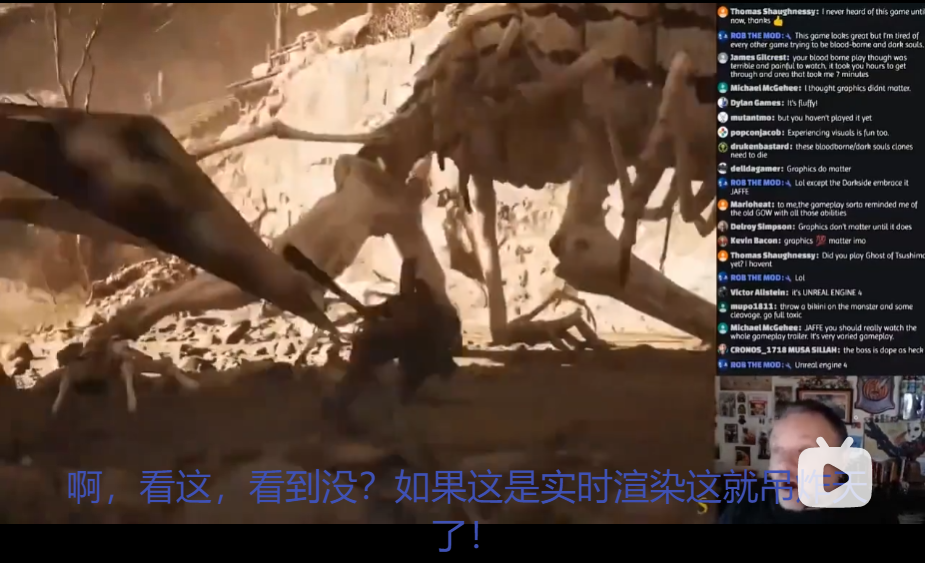 Thomas Shaughnessy: I never heard of this game until
now, thanks 👍
ROB THE MOD: This game looks great but I'm tired of
every other game trying to be blood-borne and dark souls.
James Gilcrest: your blood borne play though was
terrible and painful to watch, it took you hours to get
through and area that took me 7 minutes
Michael McGehee: I thought graphics didnt matter.
Dylan Games: It's fluffy!
mutantmo: but you haven't played it yet
popconjacob: Experiencing visuals is fun too.
drukenbastard: these bloodborne/dark souls clones
need to die
delldagamer: Graphics do matter
ROB THE MOD: Lol except the Darkside embrace it
JAFFE
Marioheat: to me,the gameplay sorta reminded me of
the old GOW with all those abilities
Delroy Simpson: Graphics don't matter until it does
Kevin Bacon: graphics 💯 matter imo
Thomas Shaughnessy: Did you play Ghost of Tsushima
yet? I havent
ROB THE MOD: Lol
Victor Allstein: it's UNREAL ENGINE 4
mupo1811: throw a bikini on the monster and some
cleavage, go full toxic
Michael McGehee: JAFFE you should really watch the
whole gameplay trailer. it's very varied gameplay.
CRONOS_1718 MUSA SILLAH: the boss is dope as heck
ROB THE MOD: Unreal engine 4
啊，看这，看到没？如果这是实时渲染这就吊炸天
了！